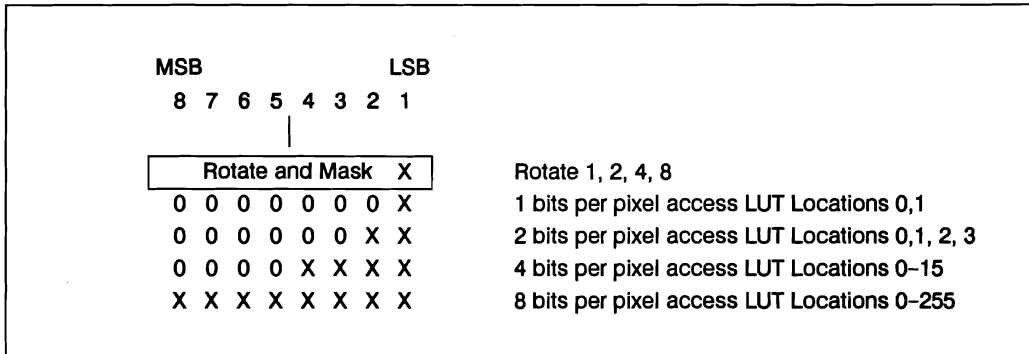 MSB LSB
8 7 6 5 4 3 2 1
Rotate and Mask X Rotate 1, 2, 4, 8
0 0 0 0 0 0 0 X 1 bits per pixel access LUT Locations 0,1
0 0 0 0 0 0 X X 2 bits per pixel access LUT Locations 0,1, 2, 3
0 0 0 0 X X X X 4 bits per pixel access LUT Locations 0–15
X X X X X X X X 8 bits per pixel access LUT Locations 0–255